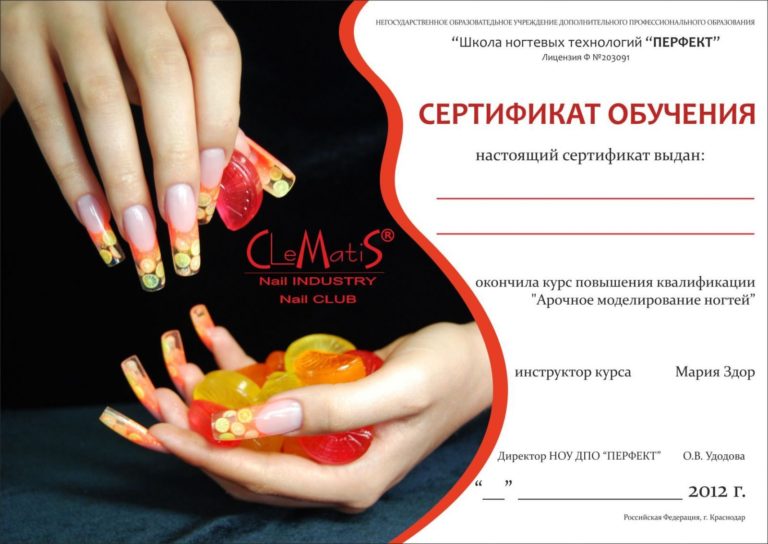 НЕГОСУДАРСТВЕННОЕ ОБРАЗОВАТЕЛЬНОЕ УЧРЕЖДЕНИЕ ДОПОЛНИТЕЛЬНОГО ПРОФЕССИОНАЛЬНОГО ОБРАЗОВАНИЯ
“Школа ногтевых технологий “ПЕРФЕКТ”
Лицензия Ф №203091
СЕРТИФИКАТ ОБУЧЕНИЯ
настоящий сертификат выдан:
CLeMatiS®
Nail INDUSTRY
Nail CLUB
окончила курс повышения квалификации
"Арочное моделирование ногтей”
инструктор курса Мария Здор
Директор НОУ ДПО “ПЕРФЕКТ” О.В. Удодова
“__” ______________ 2012 г.
Российская Федерация, г. Краснодар